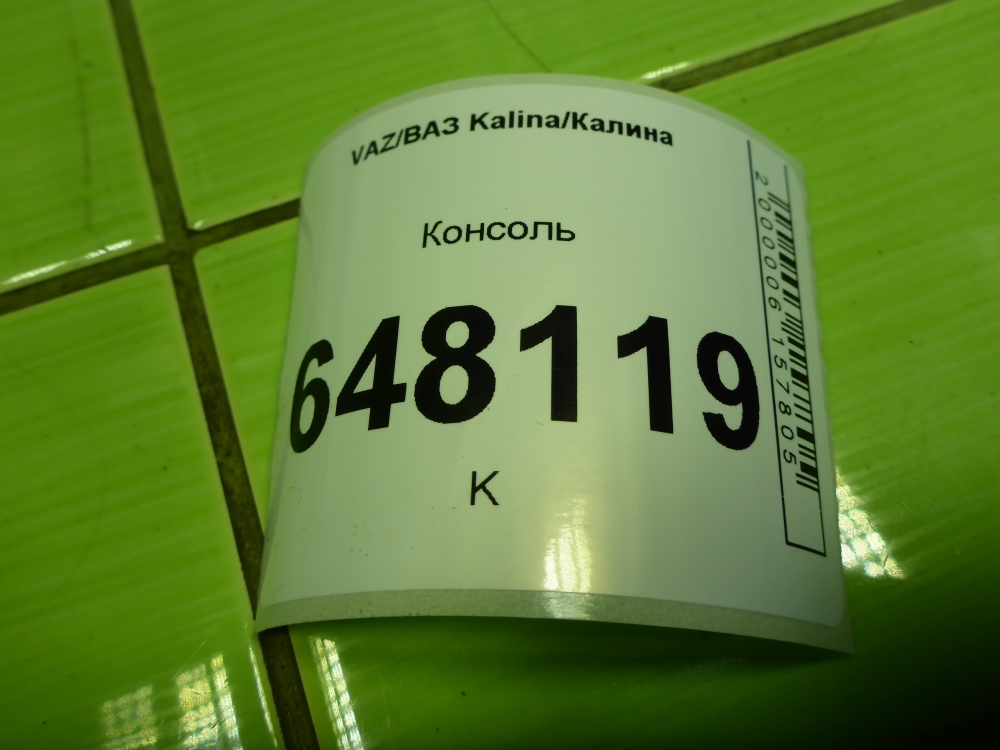 VAZ/ВАЗ Kalina/Калина
Консоль
648119
К
2000006157805